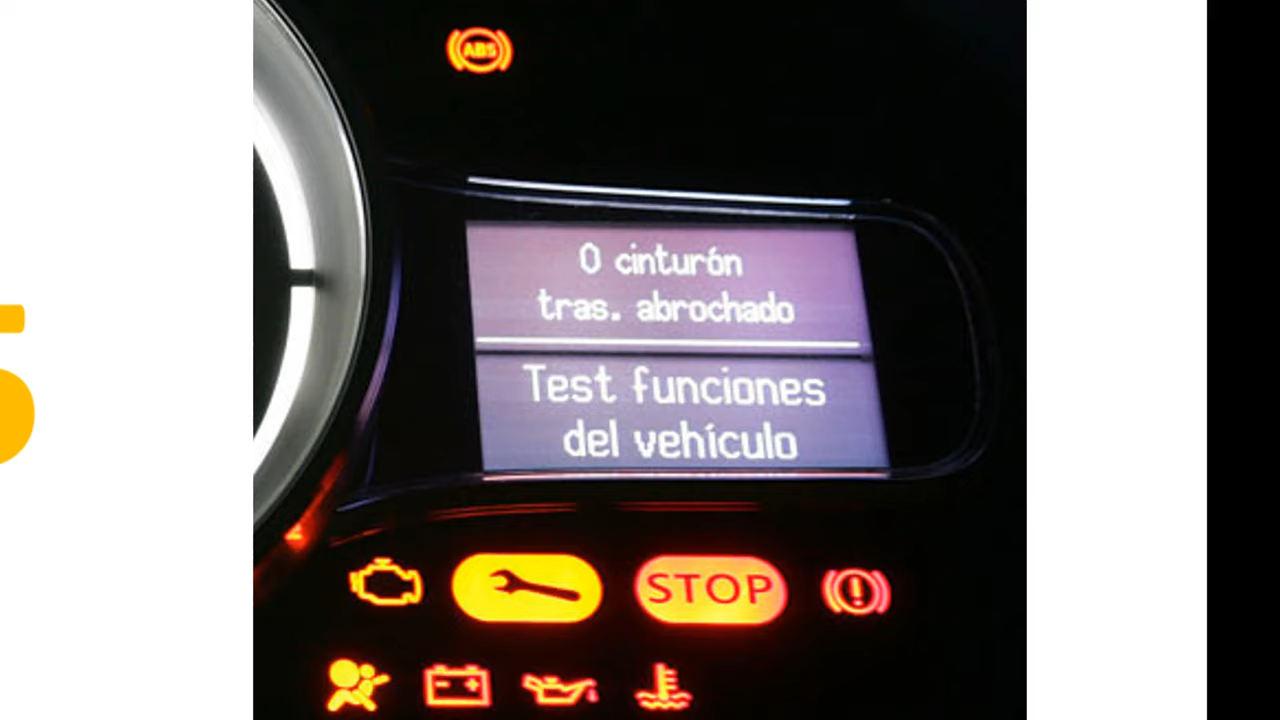 ABS
0 cinturón
tras. abrochado
Test funciones
del vehículo
STOP